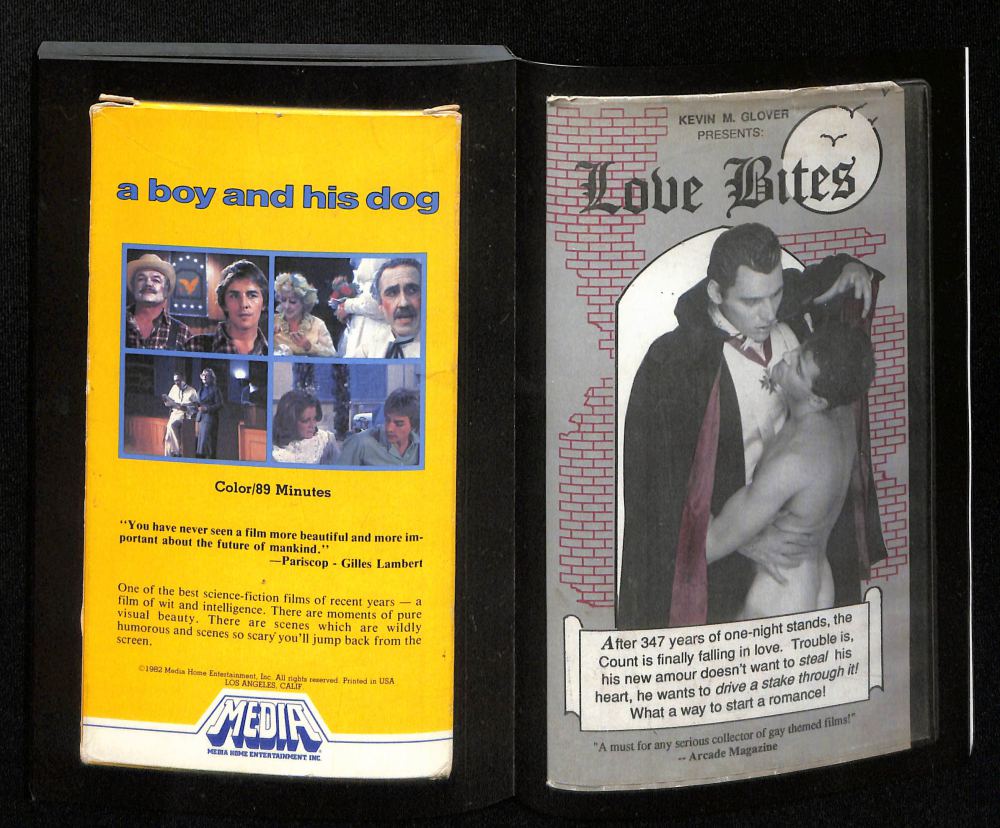 a boy and his dog
Color/89 Minutes
"You have never seen a film more beautiful and more im-
portant about the future of mankind."
—Pariscop - Gilles Lambert
One of the best science-fiction films of recent years — a
film of wit and intelligence. There are moments of pure
visual beauty. There are scenes which are wildly
humorous and scenes so scary you'll jump back from the
screen.
©1982 Media Home Entertainment, Inc. All rights reserved. Printed in USA
LOS ANGELES, CALIF.
MEDIA
MEDIA HOME ENTERTAINMENT INC.
KEVIN M. GLOVER
PRESENTS:
Love Bites
After 347 years of one-night stands, the
Count is finally falling in love. Trouble is,
his new amour doesn't want to steal his
heart, he wants to drive a stake through it!
What a way to start a romance!
"A must for any serious collector of gay themed films!"
-- Arcade Magazine